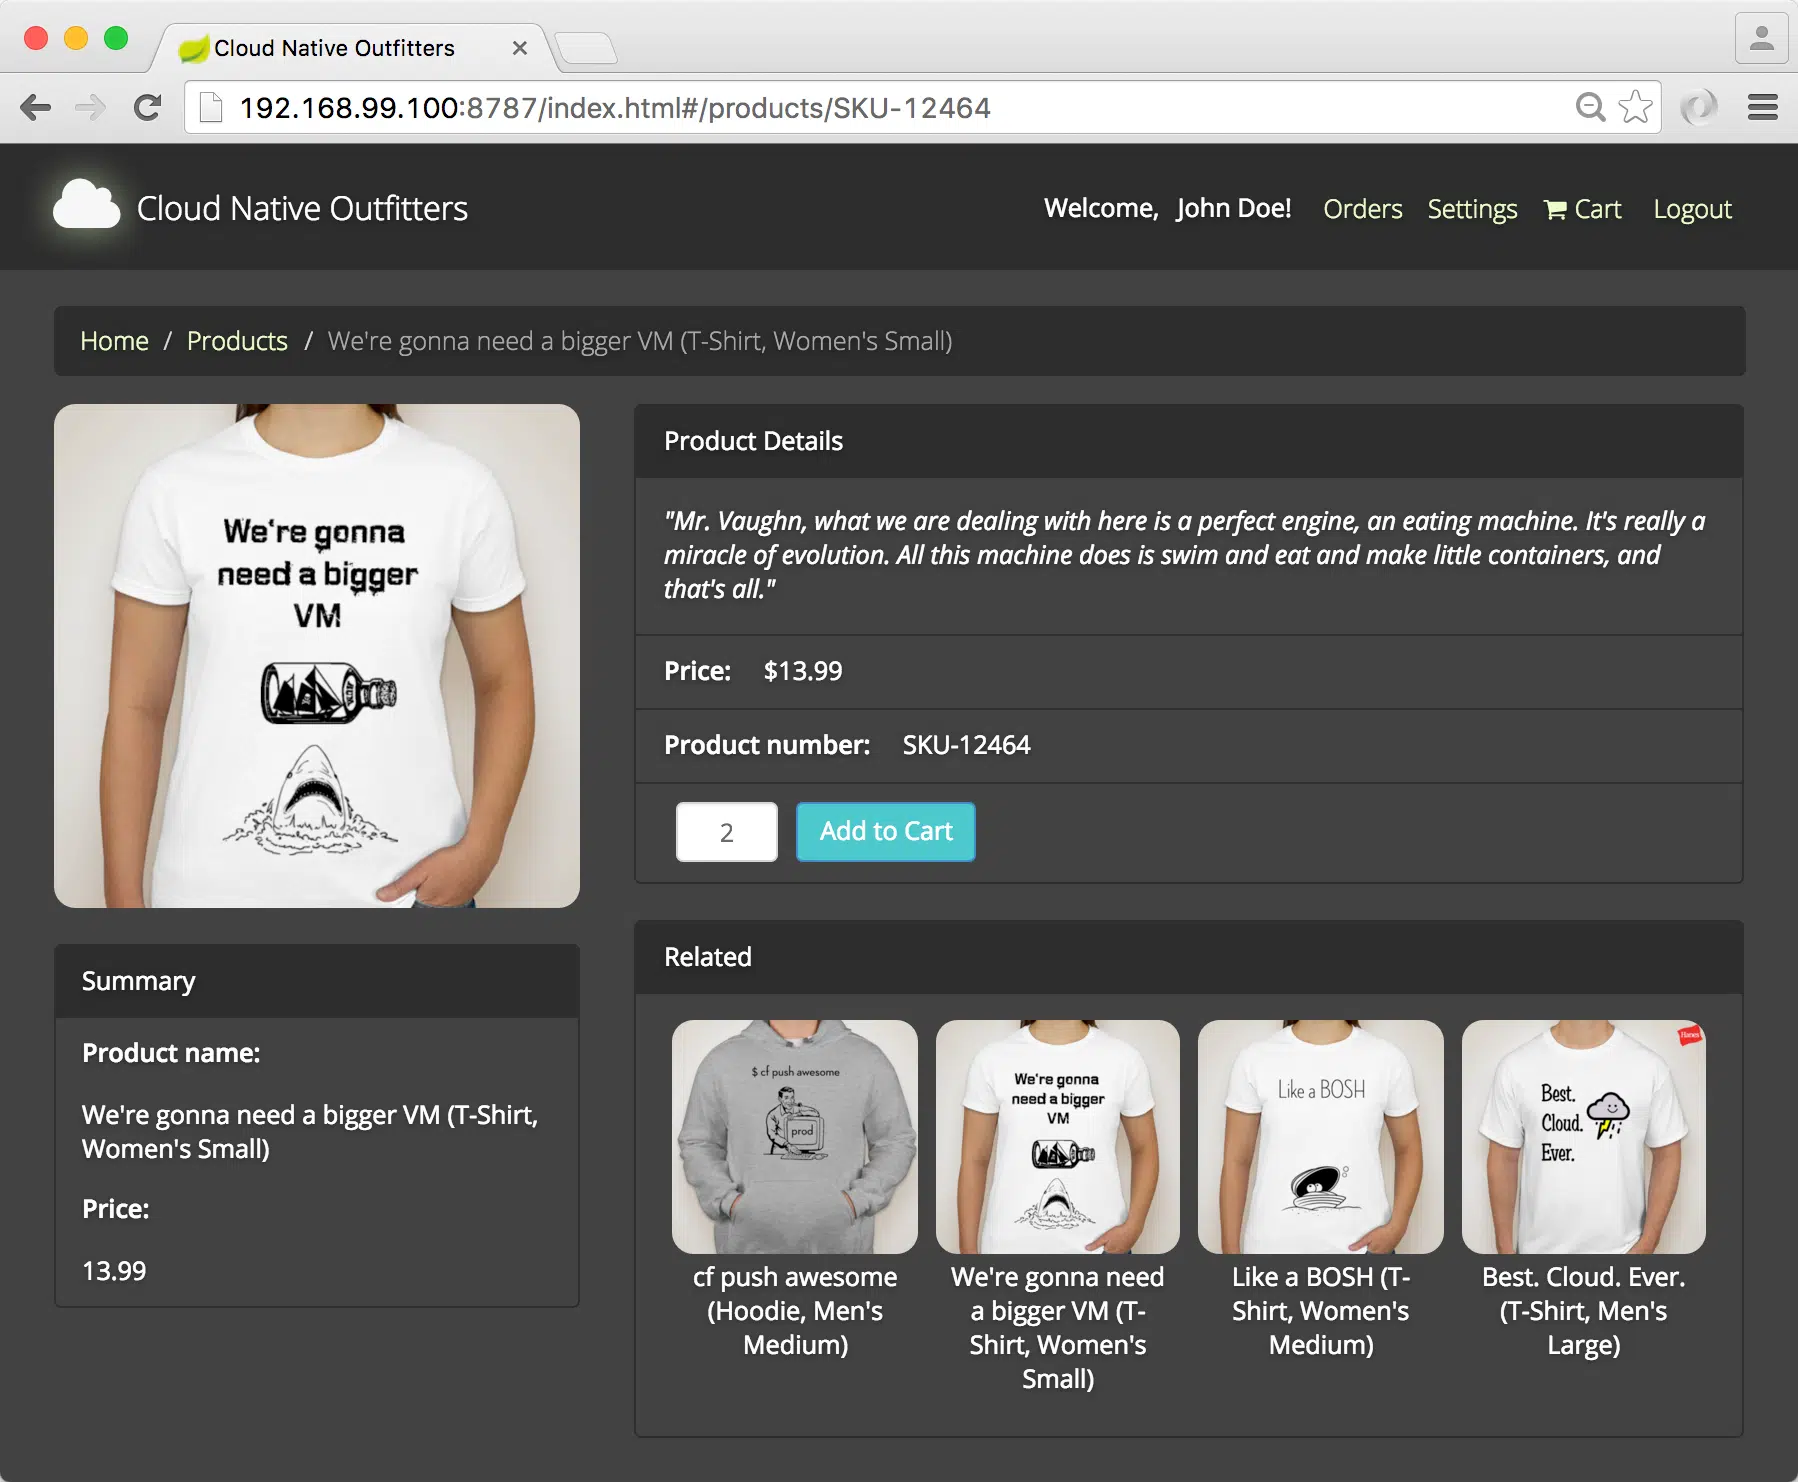 Cloud Native Outfitters
192.168.99.100:8787/index.html#/products/SKU-12464
Cloud Native Outfitters
Welcome, John Doe! Orders Settings Cart Logout
Home / Products / We're gonna need a bigger VM (T-Shirt, Women's Small)
We're gonna
need a bigger
VM
Product Details
"Mr. Vaughn, what we are dealing with here is a perfect engine, an eating machine. It's really a
miracle of evolution. All this machine does is swim and eat and make little containers, and
that's all."
Price: $13.99
Product number: SKU-12464
2 Add to Cart
Summary
Product name:
We're gonna need a bigger VM (T-Shirt,
Women's Small)
Price:
13.99
Related
$ cf push awesome
prod
We're gonna
need a bigger
VM
Like a BOSH
Best.
Cloud.
Ever.
Hanes
cf push awesome
(Hoodie, Men's
Medium)
We're gonna need
a bigger VM (T-
Shirt, Women's
Small)
Like a BOSH (T-
Shirt, Women's
Medium)
Best. Cloud. Ever.
(T-Shirt, Men's
Large)